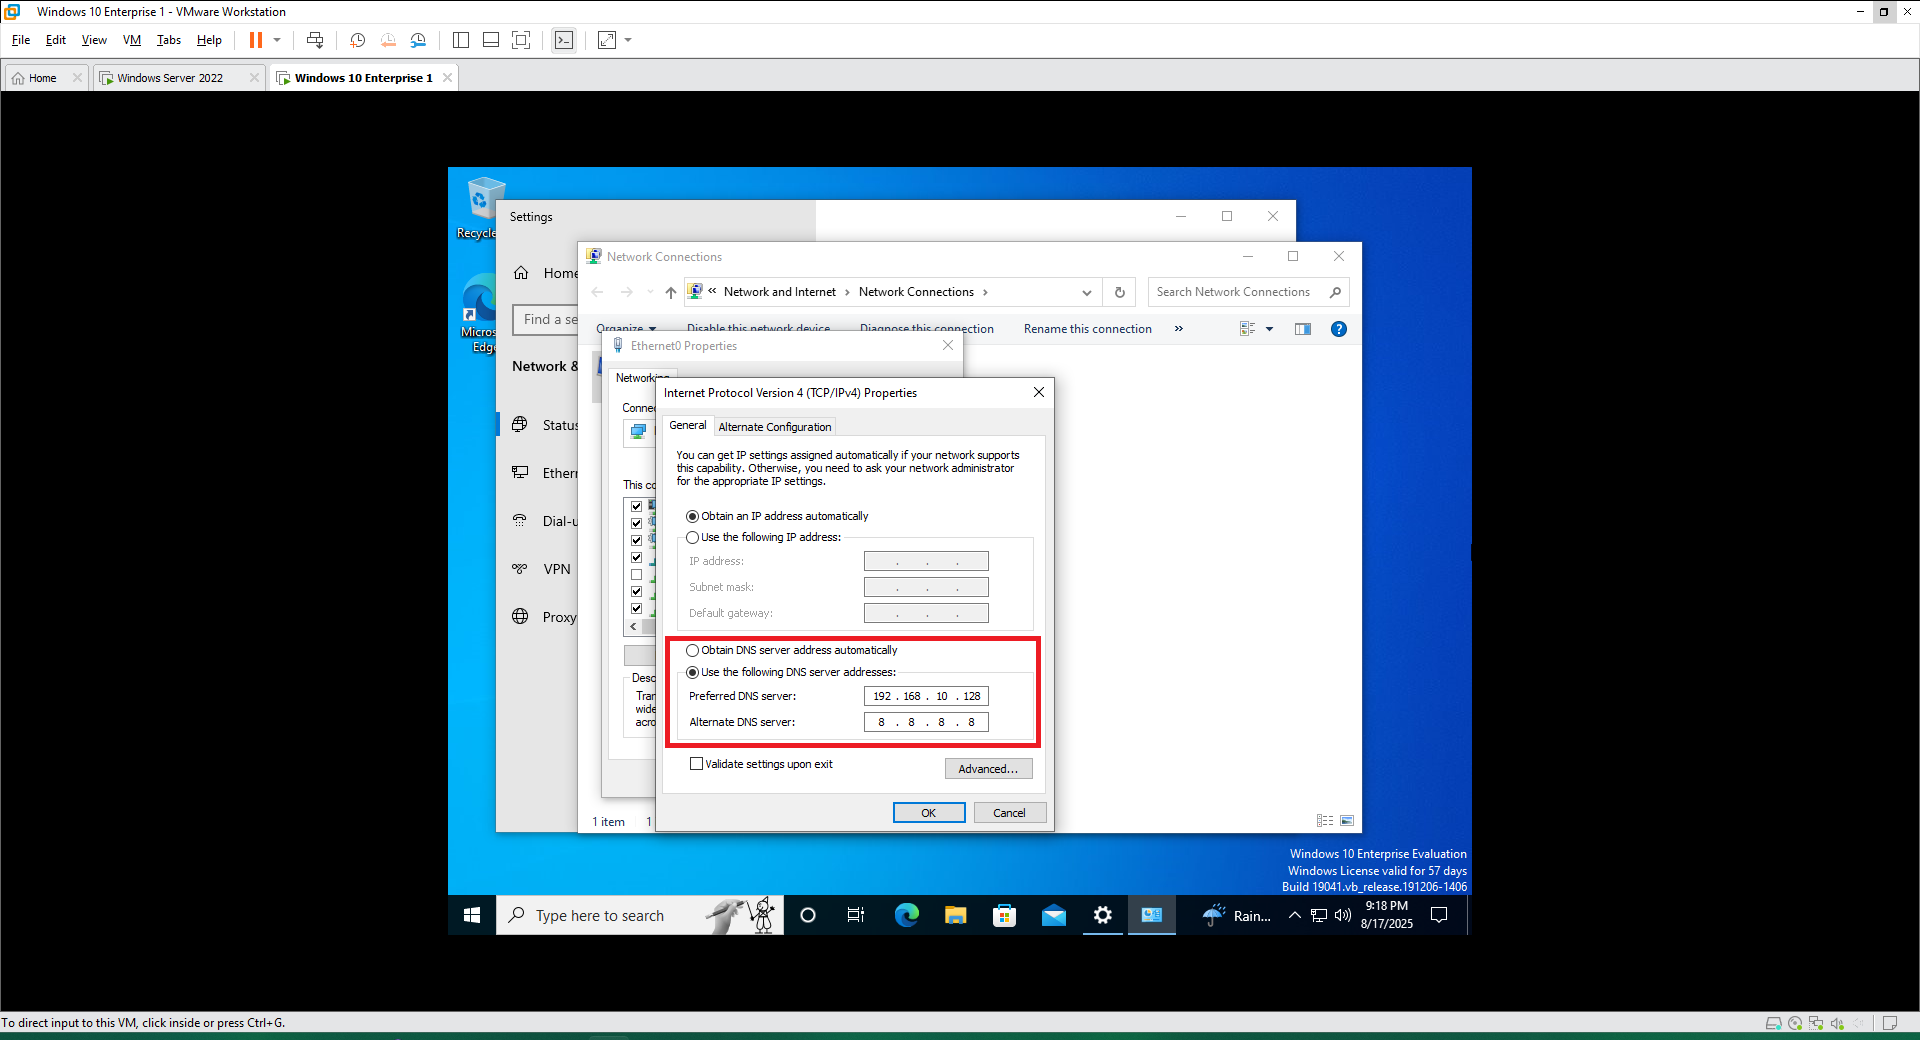 Windows 10 Enterprise 1 - VMware Workstation
File Edit View VM Tabs Help
Home Windows Server 2022 Windows 10 Enterprise 1
Recycle
Micros
Edge
Settings
Home
Find a se
Network &
Status
Ethern
Dial-u
VPN
Proxy
Network Connections
« Network and Internet › Network Connections ›
Search Network Connections
Organize Disable this network device Diagnose this connection Rename this connection »
Ethernet0 Properties
Networking
Connec
This co
Desc
Tran
wide
acro
1 item 1
Internet Protocol Version 4 (TCP/IPv4) Properties
General Alternate Configuration
You can get IP settings assigned automatically if your network supports
this capability. Otherwise, you need to ask your network administrator
for the appropriate IP settings.
Obtain an IP address automatically
Use the following IP address:
IP address: . . .
Subnet mask: . . .
Default gateway: . . .
Obtain DNS server address automatically
Use the following DNS server addresses:
Preferred DNS server: 192 . 168 . 10 . 128
Alternate DNS server: 8 . 8 . 8 . 8
Validate settings upon exit
Advanced...
OK Cancel
Windows 10 Enterprise Evaluation
Windows License valid for 57 days
Build 19041.vb_release.191206-1406
Type here to search
Rain...
9:18 PM
8/17/2025
To direct input to this VM, click inside or press Ctrl+G.